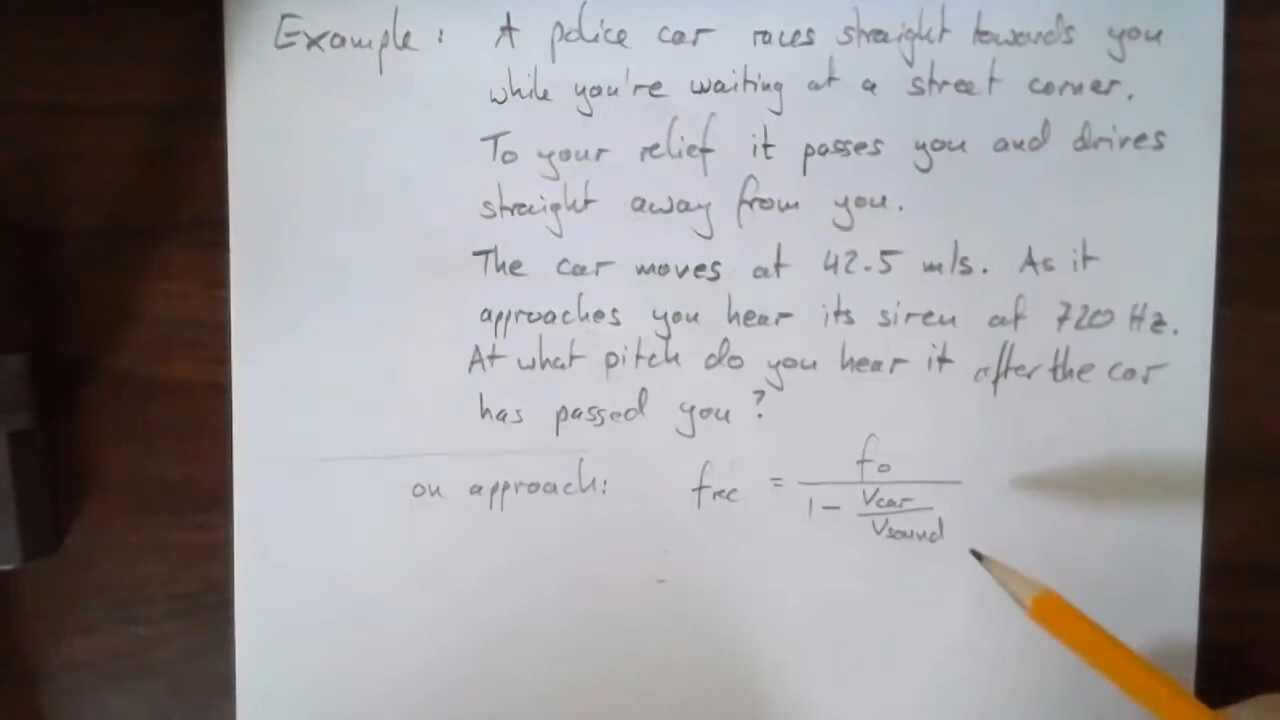 Example: A police car races straight towards you
while you're waiting at a street corner.
To your relief it passes you and drives
straight away from you.
The car moves at 42.5 m/s. As it
approaches you hear its siren at 720 Hz.
At what pitch do you hear it after the car
has passed you?
on approach: frec = fo / (1 - vcar / vsound)